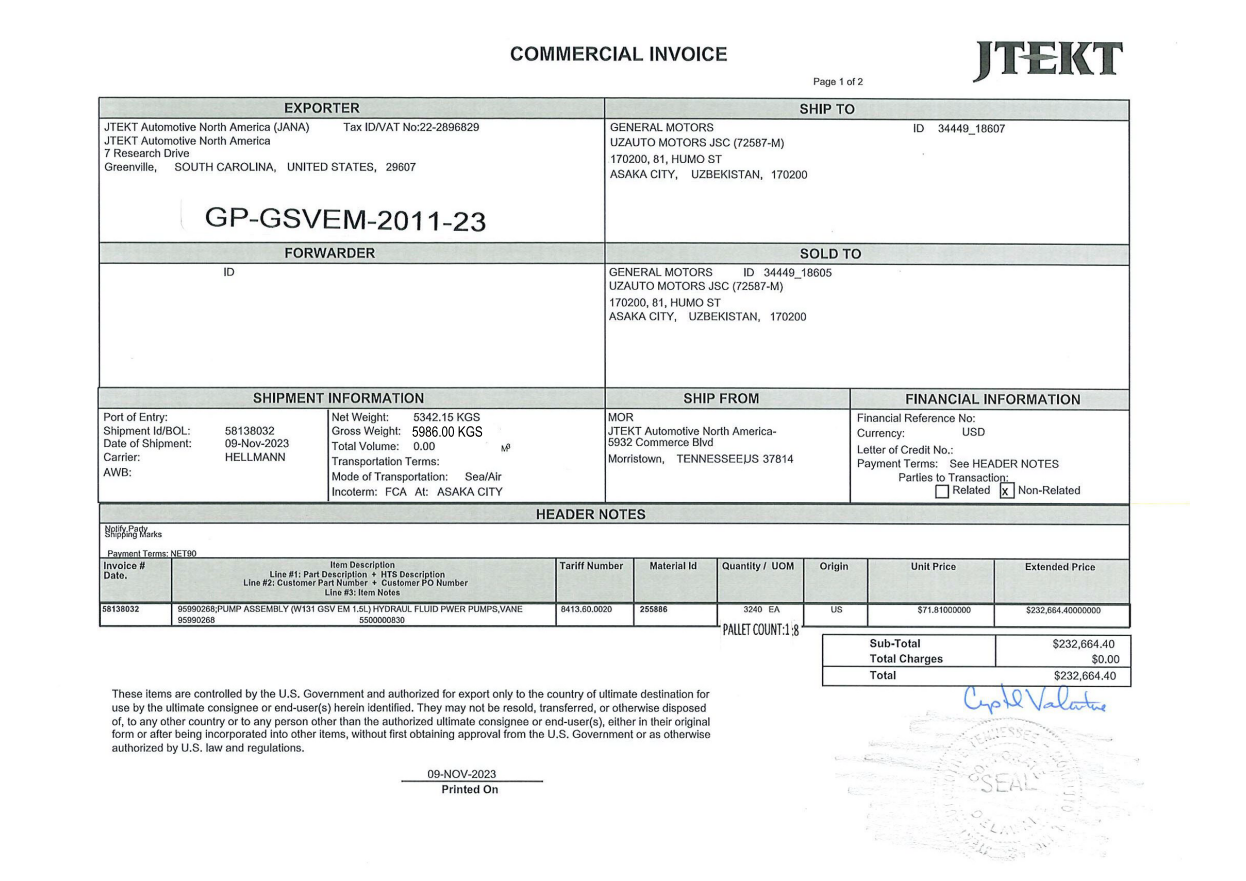 COMMERCIAL INVOICE
JTEKT
Page 1 of 2
EXPORTER
JTEKT Automotive North America (JANA) Tax ID/VAT No:22-2896829
JTEKT Automotive North America
7 Research Drive
Greenville, SOUTH CAROLINA, UNITED STATES, 29607
GP-GSVEM-2011-23
SHIP TO
GENERAL MOTORS ID 34449_18607
UZAUTO MOTORS JSC (72587-M)
170200, 81, HUMO ST
ASAKA CITY, UZBEKISTAN, 170200
FORWARDER
ID
SOLD TO
GENERAL MOTORS ID 34449_18605
UZAUTO MOTORS JSC (72587-M)
170200, 81, HUMO ST
ASAKA CITY, UZBEKISTAN, 170200
SHIPMENT INFORMATION
Port of Entry:
Shipment Id/BOL: 58138032
Date of Shipment: 09-Nov-2023
Carrier: HELLMANN
AWB:
Net Weight: 5342.15 KGS
Gross Weight: 5986.00 KGS
Total Volume: 0.00 M³
Transportation Terms:
Mode of Transportation: Sea/Air
Incoterm: FCA At: ASAKA CITY
SHIP FROM
MOR
JTEKT Automotive North America-
5932 Commerce Blvd
Morristown, TENNESSEE,US 37814
FINANCIAL INFORMATION
Financial Reference No:
Currency: USD
Letter of Credit No.:
Payment Terms: See HEADER NOTES
Parties to Transaction:
Related x Non-Related
HEADER NOTES
Notify Party
Shipping Marks
Payment Terms: NET90
Invoice # Date.
Item Description
Line #1: Part Description + HTS Description
Line #2: Customer Part Number + Customer PO Number
Line #3: Item Notes
Tariff Number Material Id Quantity / UOM Origin Unit Price Extended Price
58138032 95990268;PUMP ASSEMBLY (W131 GSV EM 1.5L) HYDRAUL FLUID PWER PUMPS,VANE 8413.60.0020 255886 3240 EA US $71.81000000 $232,664.40000000
95990268 5500000830
PALLET COUNT:18
Sub-Total $232,664.40
Total Charges $0.00
Total $232,664.40
Crystal Valentine
These items are controlled by the U.S. Government and authorized for export only to the country of ultimate destination for
use by the ultimate consignee or end-user(s) herein identified. They may not be resold, transferred, or otherwise disposed
of, to any other country or to any person other than the authorized ultimate consignee or end-user(s), either in their original
form or after being incorporated into other items, without first obtaining approval from the U.S. Government or as otherwise
authorized by U.S. law and regulations.
09-NOV-2023
Printed On
TENNESSEE
SEAL